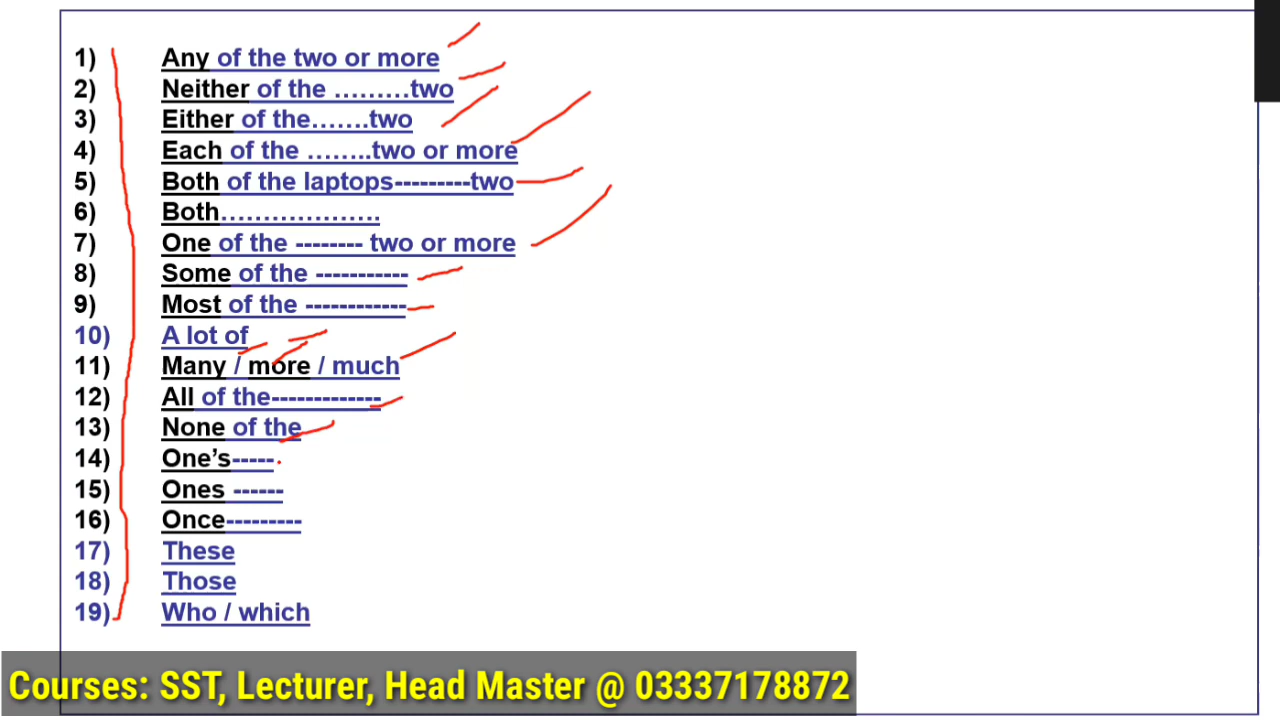 1) Any of the two or more
2) Neither of the ………two
3) Either of the…….two
4) Each of the ……..two or more
5) Both of the laptops---------two
6) Both……………….
7) One of the -------- two or more
8) Some of the -----------
9) Most of the ------------
10) A lot of
11) Many / more / much
12) All of the-------------
13) None of the
14) One’s-----
15) Ones ------
16) Once---------
17) These
18) Those
19) Who / which
Courses: SST, Lecturer, Head Master @ 03337178872